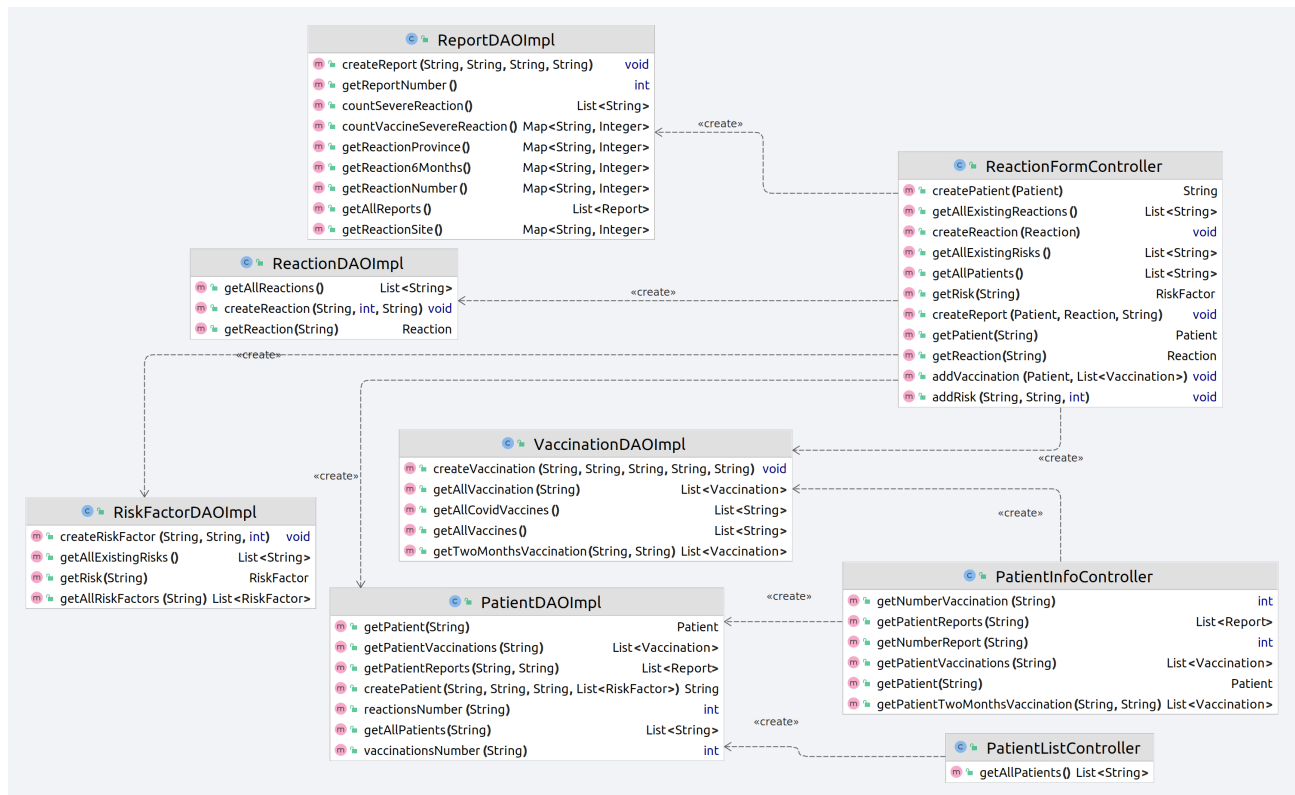 ReportDAOImpl
createReport(String, String, String, String) void
getReportNumber() int
countSevereReaction() List<String>
countVaccineSevereReaction() Map<String, Integer>
getReactionProvince() Map<String, Integer>
getReaction6Months() Map<String, Integer>
getReactionNumber() Map<String, Integer>
getAllReports() List<Report>
getReactionSite() Map<String, Integer>
«create»
ReactionFormController
createPatient(Patient) String
getAllExistingReactions() List<String>
createReaction(Reaction) void
getAllExistingRisks() List<String>
getAllPatients() List<String>
getRisk(String) RiskFactor
createReport(Patient, Reaction, String) void
getPatient(String) Patient
getReaction(String) Reaction
addVaccination(Patient, List<Vaccination>) void
addRisk(String, String, int) void
ReactionDAOImpl
getAllReactions() List<String>
createReaction(String, int, String) void
getReaction(String) Reaction
«create»
«create»
«create»
«create»
VaccinationDAOImpl
createVaccination(String, String, String, String, String) void
getAllVaccination(String) List<Vaccination>
getAllCovidVaccines() List<String>
getAllVaccines() List<String>
getTwoMonthsVaccination(String, String) List<Vaccination>
«create»
RiskFactorDAOImpl
createRiskFactor(String, String, int) void
getAllExistingRisks() List<String>
getRisk(String) RiskFactor
getAllRiskFactors(String) List<RiskFactor>
PatientDAOImpl
getPatient(String) Patient
getPatientVaccinations(String) List<Vaccination>
getPatientReports(String, String) List<Report>
createPatient(String, String, String, List<RiskFactor>) String
reactionsNumber(String) int
getAllPatients(String) List<String>
vaccinationsNumber(String) int
«create»
PatientInfoController
getNumberVaccination(String) int
getPatientReports(String) List<Report>
getNumberReport(String) int
getPatientVaccinations(String) List<Vaccination>
getPatient(String) Patient
getPatientTwoMonthsVaccination(String, String) List<Vaccination>
«create»
PatientListController
getAllPatients() List<String>